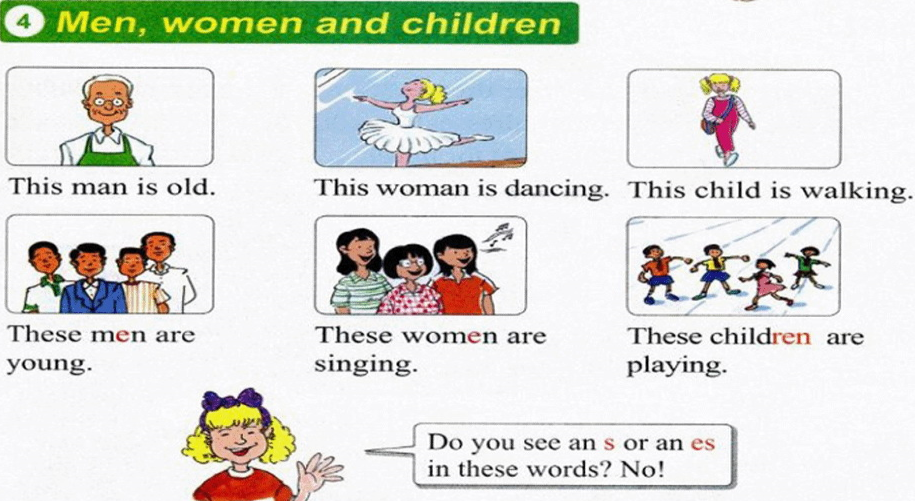 4 Men, women and children
This man is old.
This woman is dancing.
This child is walking.
These men are
young.
These women are
singing.
These children are
playing.
Do you see an s or an es
in these words? No!